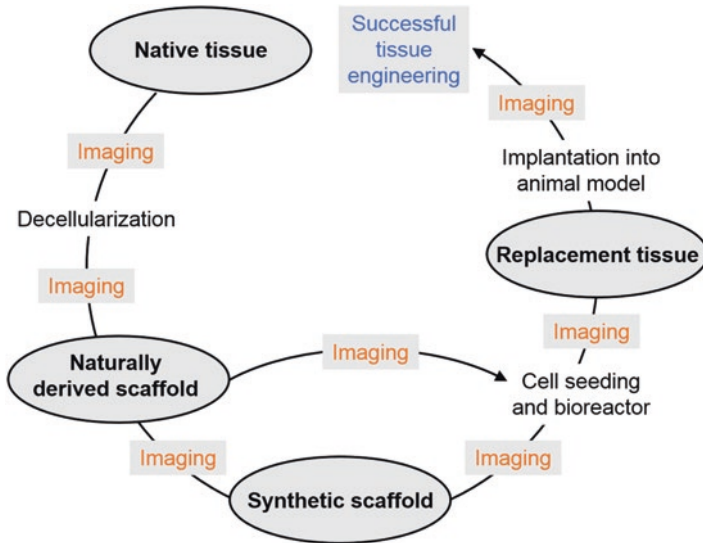 Native tissue
Imaging
Decellularization
Imaging
Naturally
derived scaffold
Imaging
Imaging
Synthetic scaffold
Imaging
Cell seeding
and bioreactor
Imaging
Replacement tissue
Implantation into
animal model
Imaging
Successful
tissue
engineering